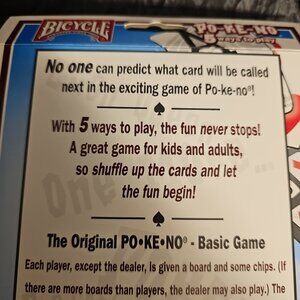 BICYCLE
PO-KE-NO
5 ways to play
No one can predict what card will be called
next in the exciting game of Po-ke-no®!
With 5 ways to play, the fun never stops!
A great game for kids and adults,
so shuffle up the cards and let
the fun begin!
The Original PO•KE•NO® - Basic Game
Each player, except the dealer, is given a board and some chips. (If
there are more boards than players, the dealer may also play.) The